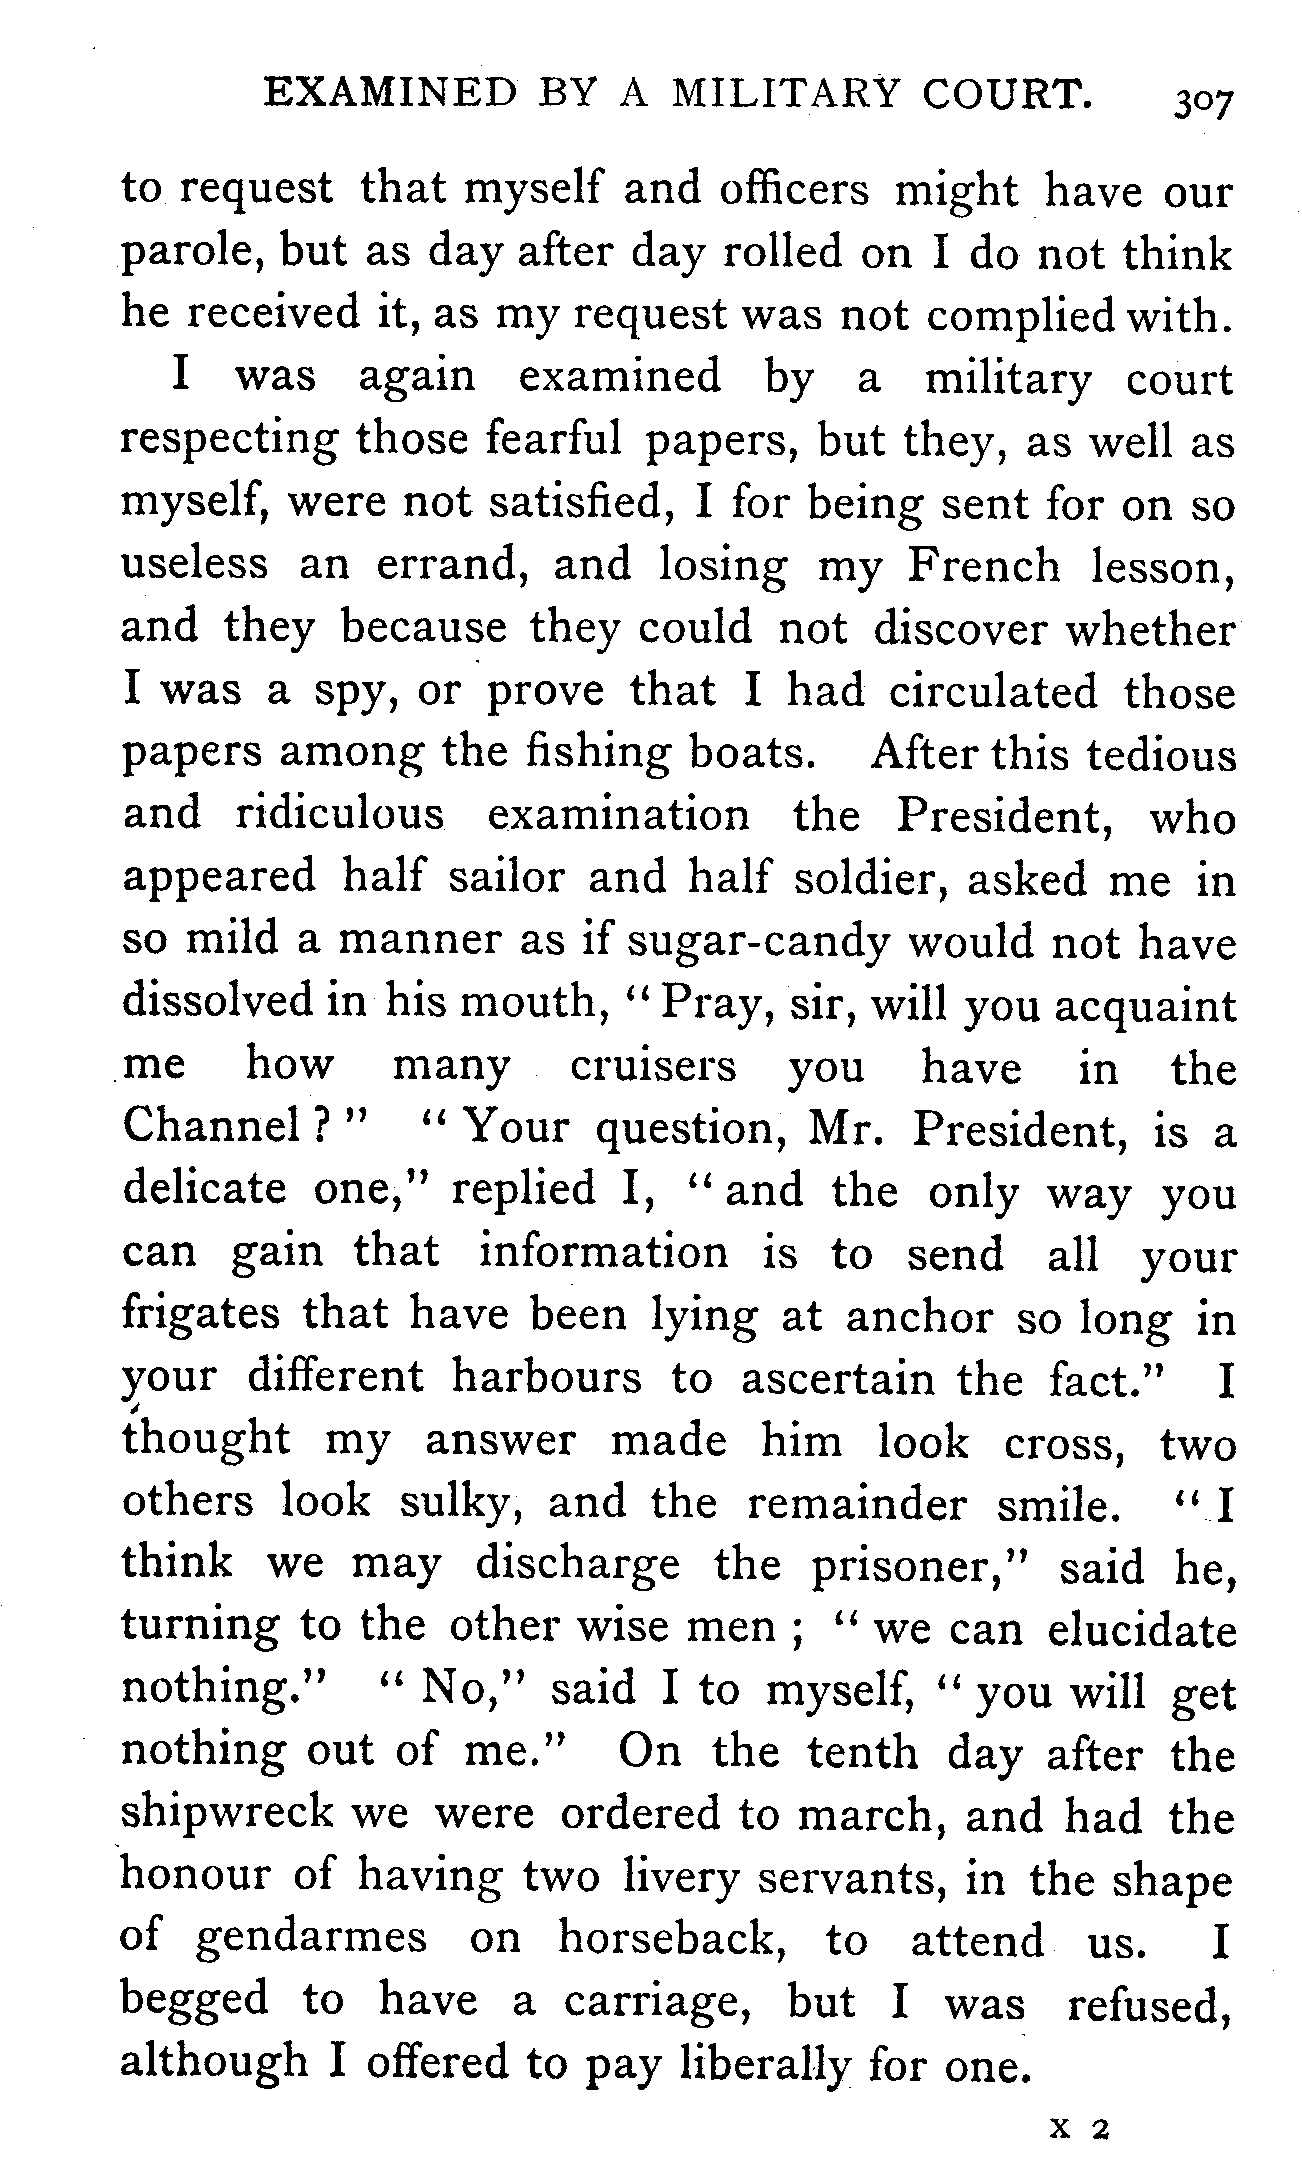 EXAMINED BY A MILITARY COURT. 307
to request that myself and officers might have our
parole, but as day after day rolled on I do not think
he received it, as my request was not complied with.
I was again examined by a military court
respecting those fearful papers, but they, as well as
myself, were not satisfied, I for being sent for on so
useless an errand, and losing my French lesson,
and they because they could not discover whether
I was a spy, or prove that I had circulated those
papers among the fishing boats. After this tedious
and ridiculous examination the President, who
appeared half sailor and half soldier, asked me in
so mild a manner as if sugar-candy would not have
dissolved in his mouth, “Pray, sir, will you acquaint
me how many cruisers you have in the
Channel?” “Your question, Mr. President, is a
delicate one,” replied I, “and the only way you
can gain that information is to send all your
frigates that have been lying at anchor so long in
your different harbours to ascertain the fact.” I
thought my answer made him look cross, two
others look sulky, and the remainder smile. “I
think we may discharge the prisoner,” said he,
turning to the other wise men; “we can elucidate
nothing.” “No,” said I to myself, “you will get
nothing out of me.” On the tenth day after the
shipwreck we were ordered to march, and had the
honour of having two livery servants, in the shape
of gendarmes on horseback, to attend us. I
begged to have a carriage, but I was refused,
although I offered to pay liberally for one.
X 2